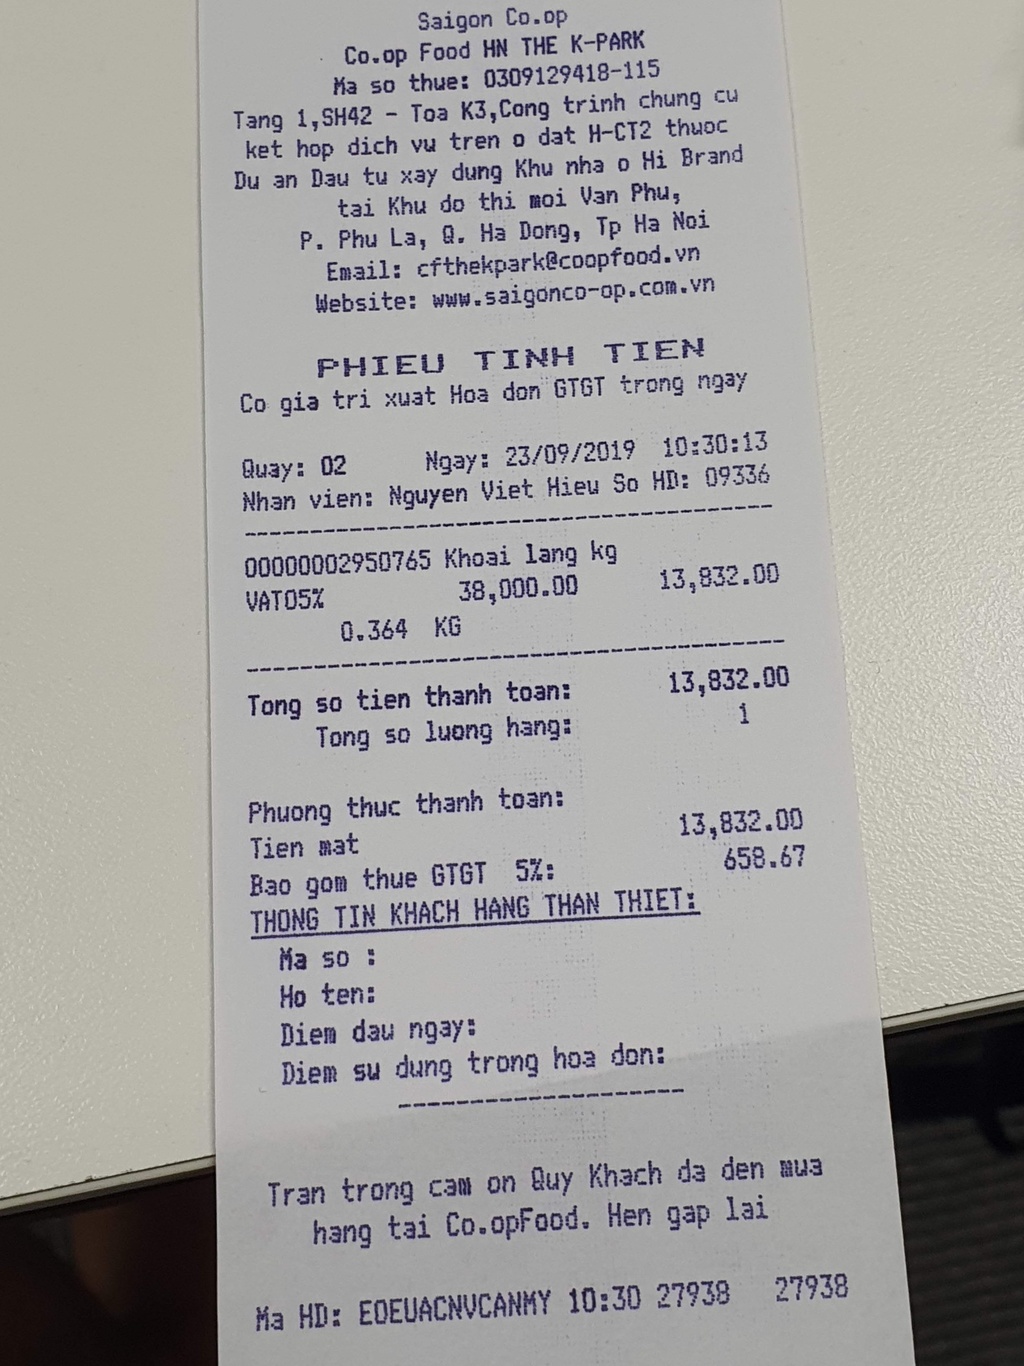 Saigon Co.op
Co.op Food HN THE K-PARK
Ma so thue: 0309129418-115
Tang 1,SH42 - Toa K3,Cong trinh chung cu
ket hop dich vu tren o dat H-CT2 thuoc
Du an Dau tu xay dung Khu nha o Hi Brand
tai Khu do thi moi Van Phu,
P. Phu La, Q. Ha Dong, Tp Ha Noi
Email: cfthekpark@coopfood.vn
Website: www.saigonco-op.com.vn
PHIEU TINH TIEN
Co gia tri xuat Hoa don GTGT trong ngay
Quay: 02 Ngay: 23/09/2019 10:30:13
Nhan vien: Nguyen Viet Hieu So HD: 09336
00000002950765 Khoai lang kg
VAT05% 38,000.00 13,832.00
0.364 KG
Tong so tien thanh toan: 13,832.00
Tong so luong hang: 1
Phuong thuc thanh toan:
Tien mat 13,832.00
Bao gom thue GTGT 5%: 658.67
THONG TIN KHACH HANG THAN THIET:
Ma so :
Ho ten:
Diem dau ngay:
Diem su dung trong hoa don:
Tran trong cam on Quy Khach da den mua
hang tai Co.opFood. Hen gap lai
Ma HD: EOEUACNVCANMY 10:30 27938 27938